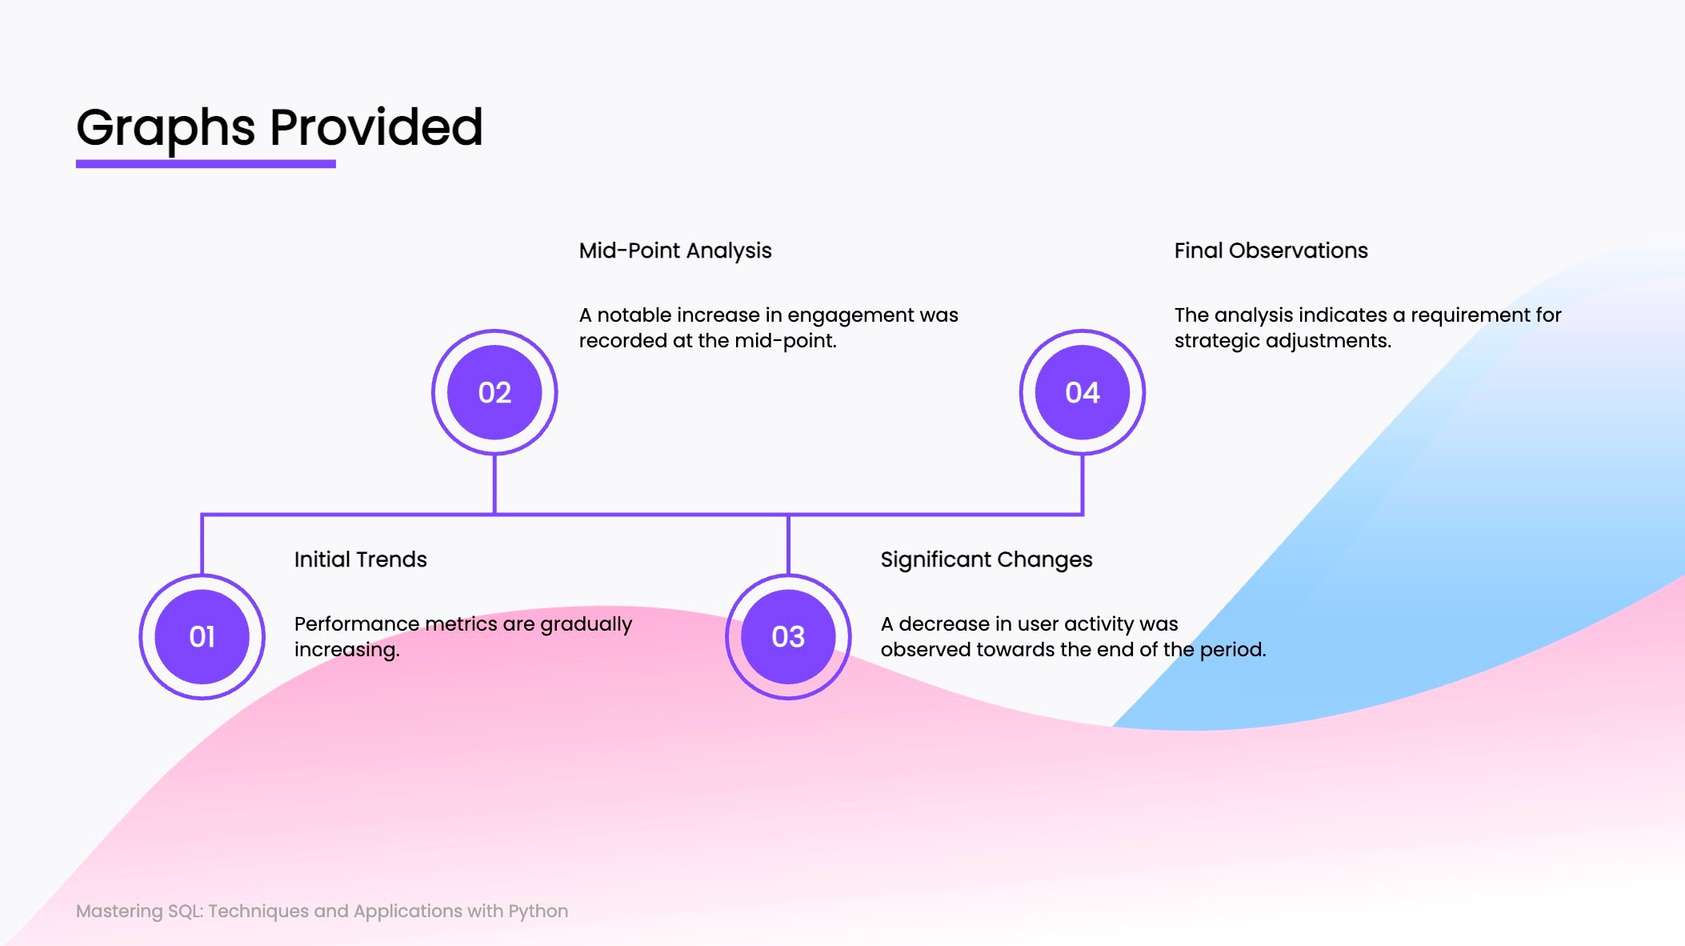 Graphs Provided
01
Initial Trends
Performance metrics are gradually
increasing.
02
Mid-Point Analysis
A notable increase in engagement was
recorded at the mid-point.
03
Significant Changes
A decrease in user activity was
observed towards the end of the period.
04
Final Observations
The analysis indicates a requirement for
strategic adjustments.
Mastering SQL: Techniques and Applications with Python